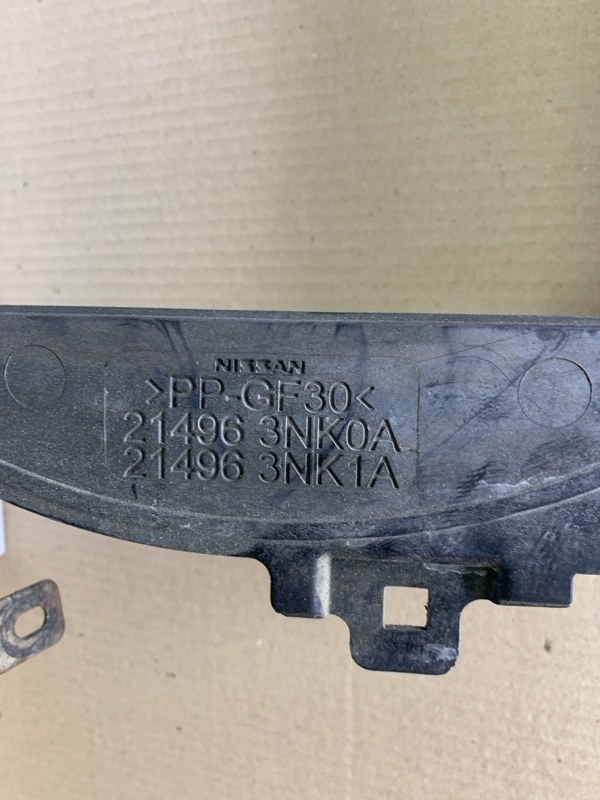 NISSAN
>PP-GF30<
21496 3NK0A
21496 3NK1A